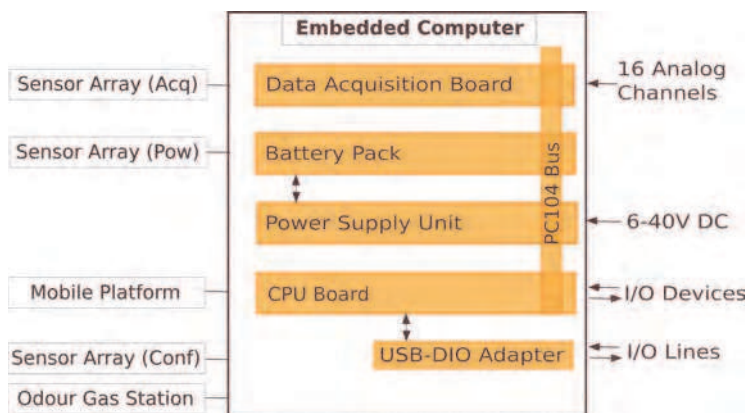 Embedded Computer
Sensor Array (Acq)
Data Acquisition Board
16 Analog
Channels
Sensor Array (Pow)
Battery Pack
PC104 Bus
Power Supply Unit
6-40V DC
Mobile Platform
CPU Board
I/O Devices
Sensor Array (Conf)
USB-DIO Adapter
I/O Lines
Odour Gas Station